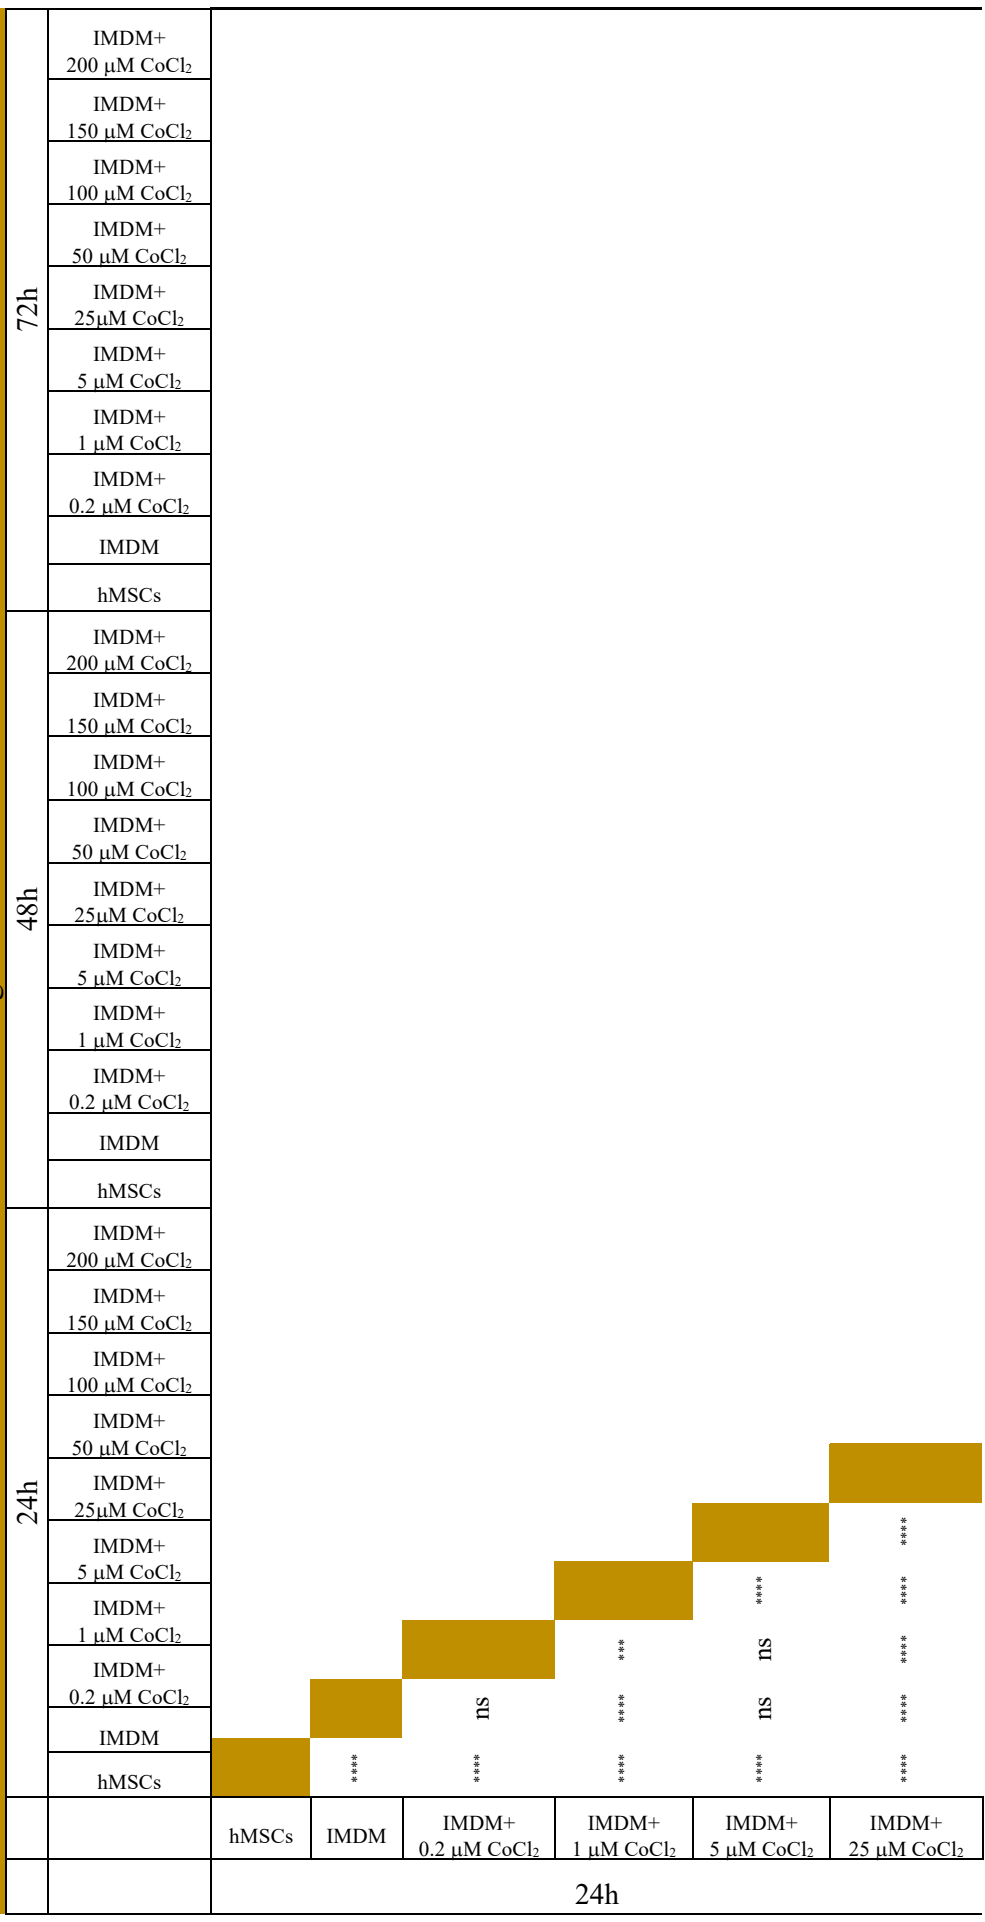 72h
IMDM+
200 µM CoCl₂
IMDM+
150 µM CoCl₂
IMDM+
100 µM CoCl₂
IMDM+
50 µM CoCl₂
IMDM+
25µM CoCl₂
IMDM+
5 µM CoCl₂
IMDM+
1 µM CoCl₂
IMDM+
0.2 µM CoCl₂
IMDM
hMSCs
48h
IMDM+
200 µM CoCl₂
IMDM+
150 µM CoCl₂
IMDM+
100 µM CoCl₂
IMDM+
50 µM CoCl₂
IMDM+
25µM CoCl₂
IMDM+
5 µM CoCl₂
IMDM+
1 µM CoCl₂
IMDM+
0.2 µM CoCl₂
IMDM
hMSCs
24h
IMDM+
200 µM CoCl₂
IMDM+
150 µM CoCl₂
IMDM+
100 µM CoCl₂
IMDM+
50 µM CoCl₂
IMDM+
25µM CoCl₂
IMDM+
5 µM CoCl₂
IMDM+
1 µM CoCl₂
IMDM+
0.2 µM CoCl₂
IMDM
hMSCs
****
**** ****
*** ns ****
ns **** ns ****
**** **** **** **** ****
hMSCs IMDM IMDM+ IMDM+ IMDM+ IMDM+
0.2 µM CoCl₂ 1 µM CoCl₂ 5 µM CoCl₂ 25 µM CoCl₂
24h